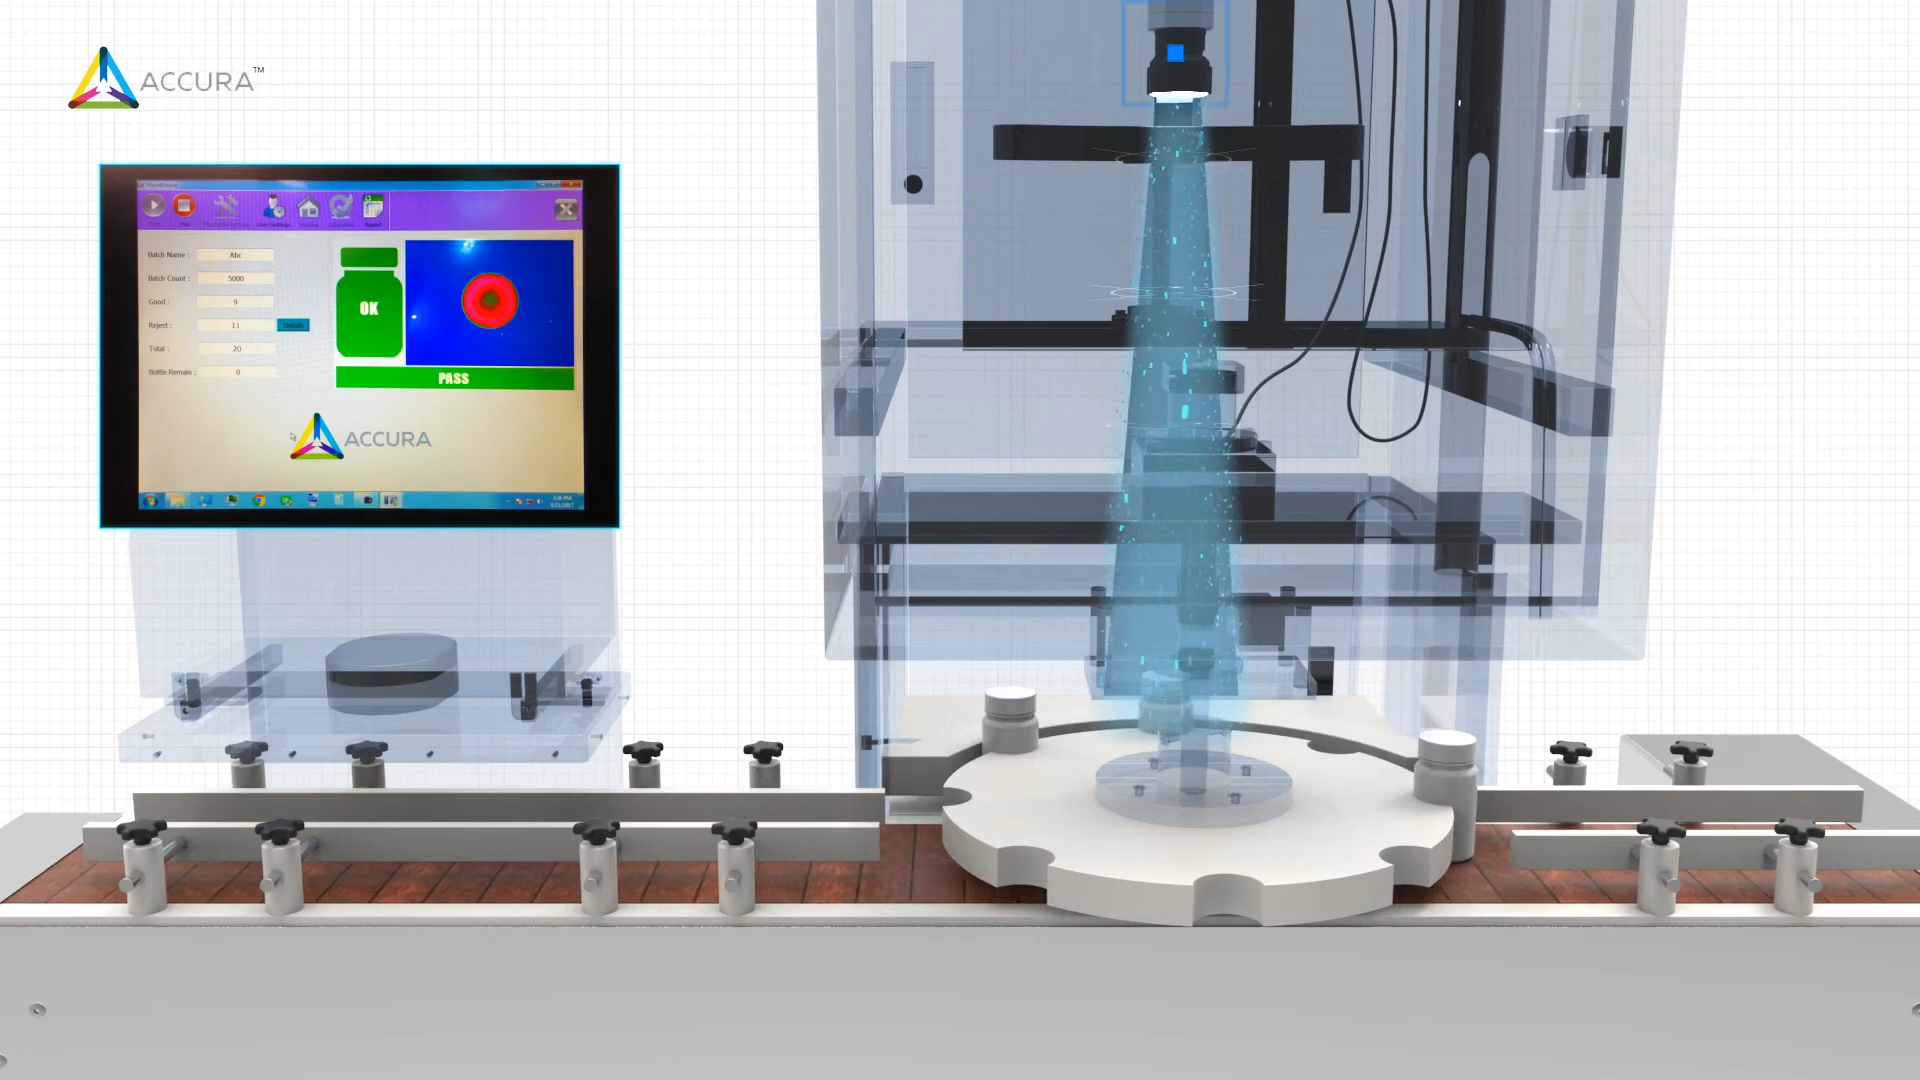 ACCURA™
Batch Name : Abc
Batch Count : 5000
Good : 9
Reject : 11 Details
Total : 20
Bottle Remain : 0
OK
PASS
ACCURA